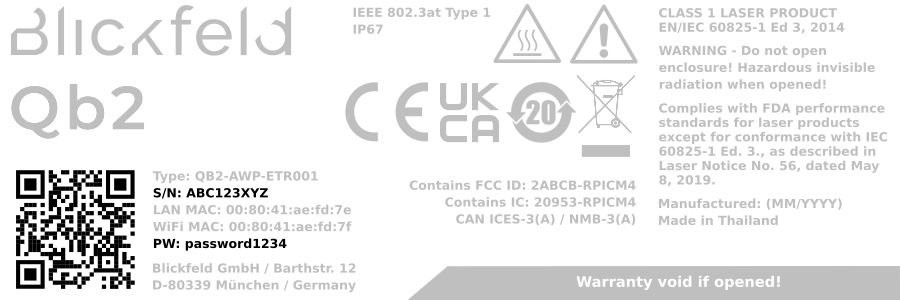 Blickfeld
Qb2
IEEE 802.3at Type 1
IP67
CE
UK
CA
20
CLASS 1 LASER PRODUCT
EN/IEC 60825-1 Ed 3, 2014
WARNING - Do not open
enclosure! Hazardous invisible
radiation when opened!
Complies with FDA performance
standards for laser products
except for conformance with IEC
60825-1 Ed. 3., as described in
Laser Notice No. 56, dated May
8, 2019.
Manufactured: (MM/YYYY)
Made in Thailand
Type: QB2-AWP-ETR001
S/N: ABC123XYZ
LAN MAC: 00:80:41:ae:fd:7e
WiFi MAC: 00:80:41:ae:fd:7f
PW: password1234
Blickfeld GmbH / Barthstr. 12
D-80339 München / Germany
Contains FCC ID: 2ABCB-RPICM4
Contains IC: 20953-RPICM4
CAN ICES-3(A) / NMB-3(A)
Warranty void if opened!